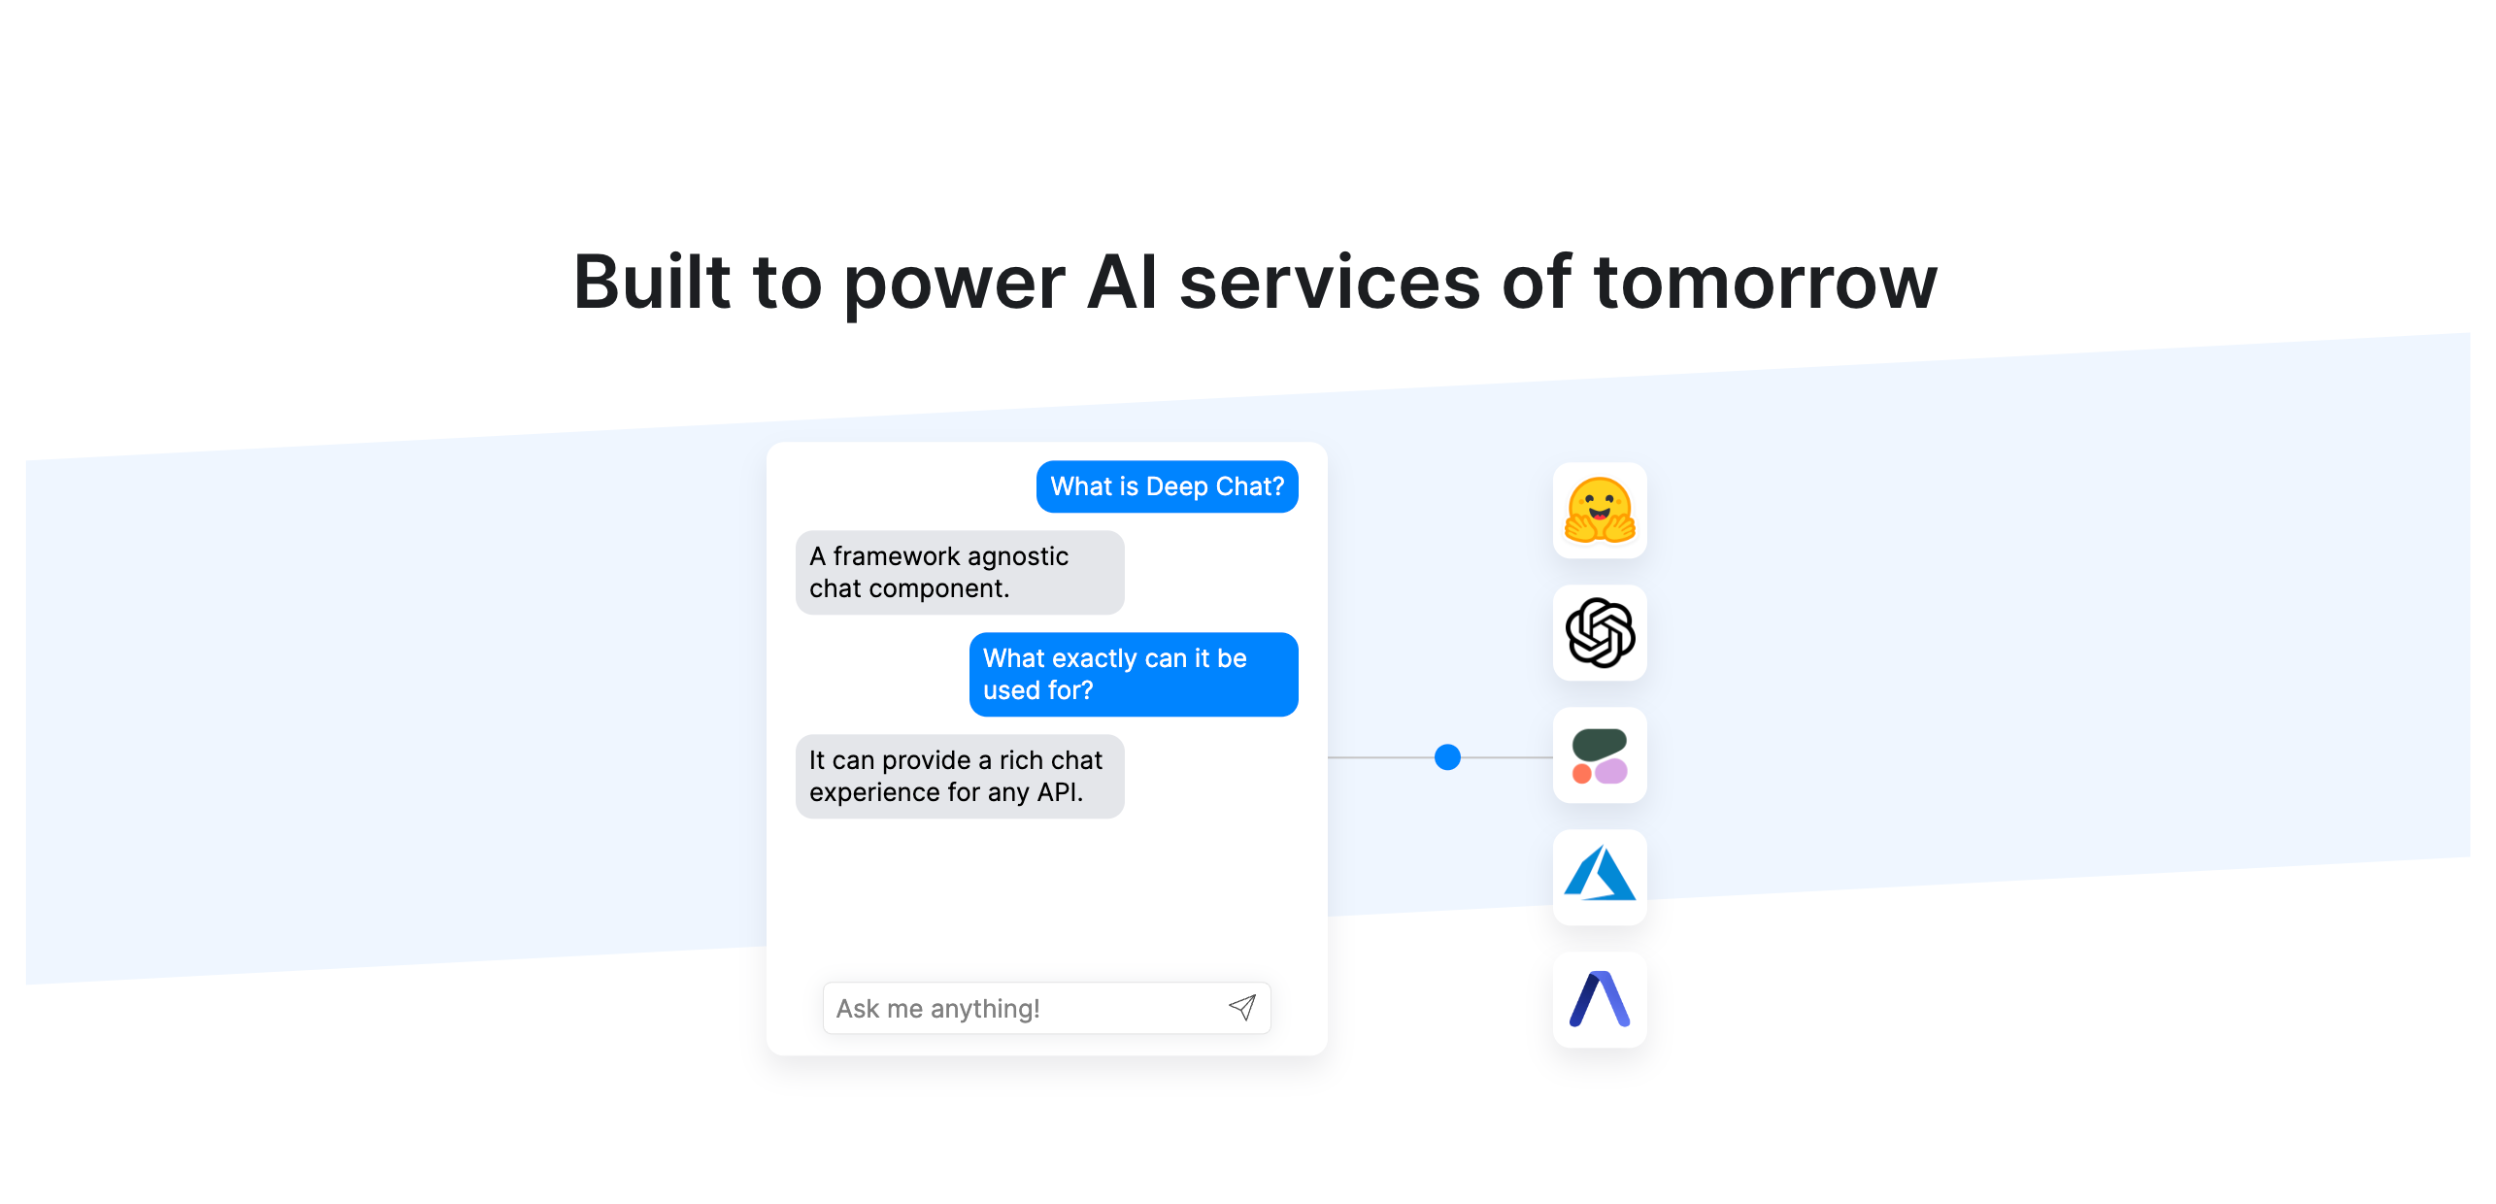 Built to power AI services of tomorrow
What is Deep Chat?
A framework agnostic
chat component.
What exactly can it be
used for?
It can provide a rich chat
experience for any API.
Ask me anything!